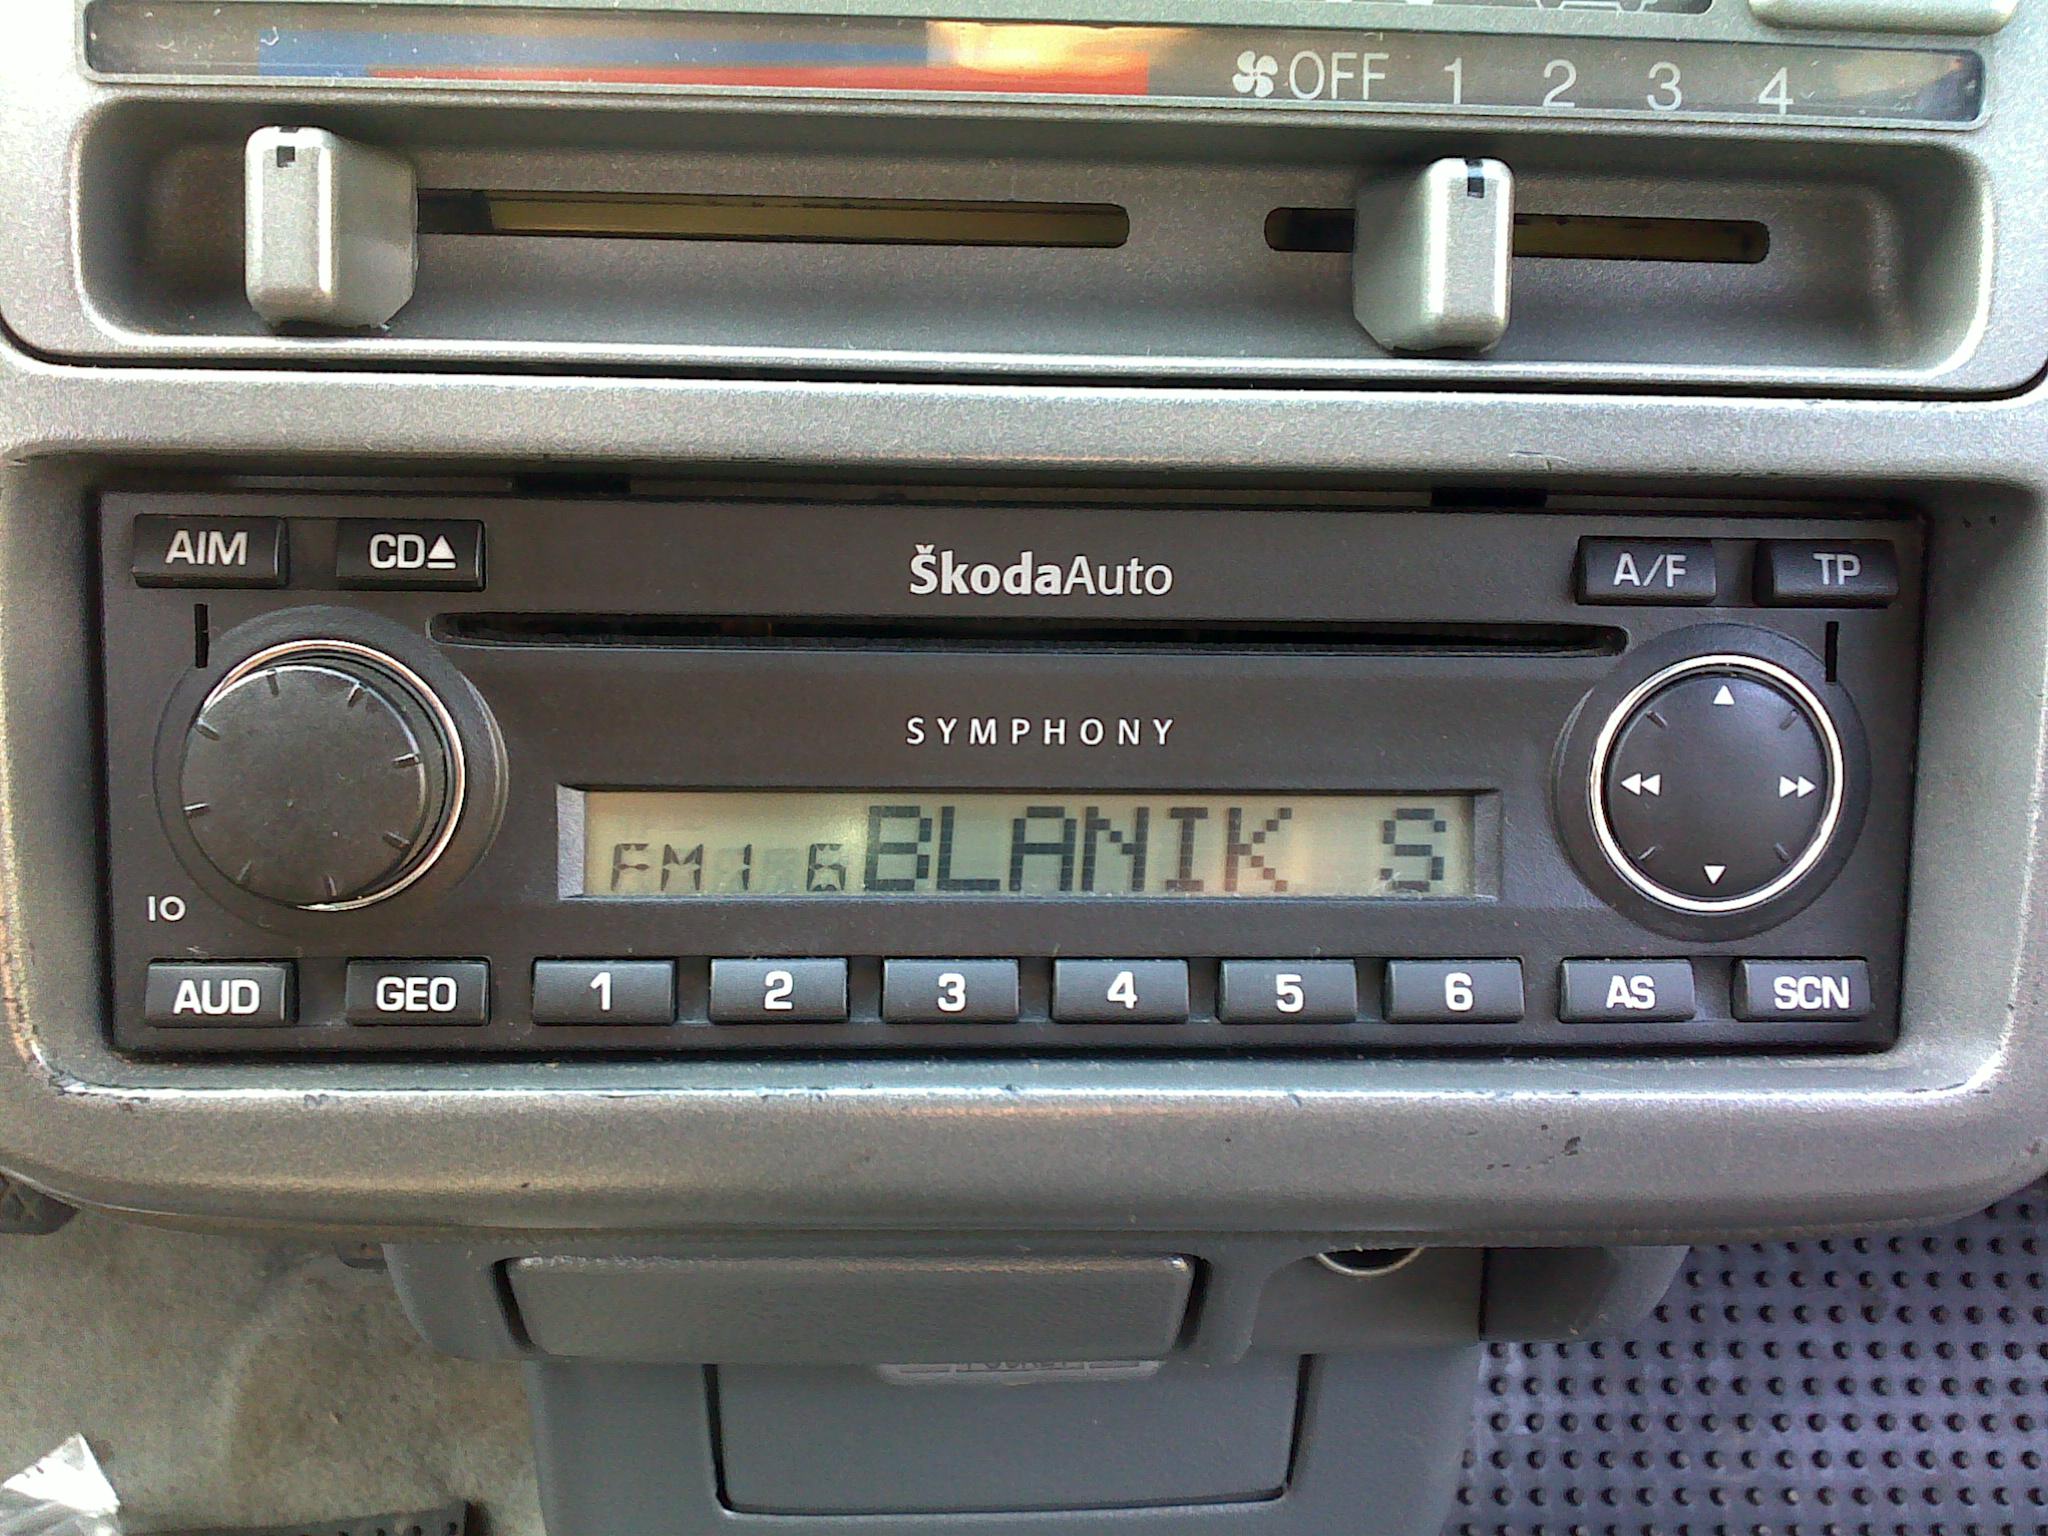 OFF 1 2 3 4
AIM CD ŠkodaAuto A/F TP
SYMPHONY
FM1 6 BLANIK S
IO
AUD GEO 1 2 3 4 5 6 AS SCN